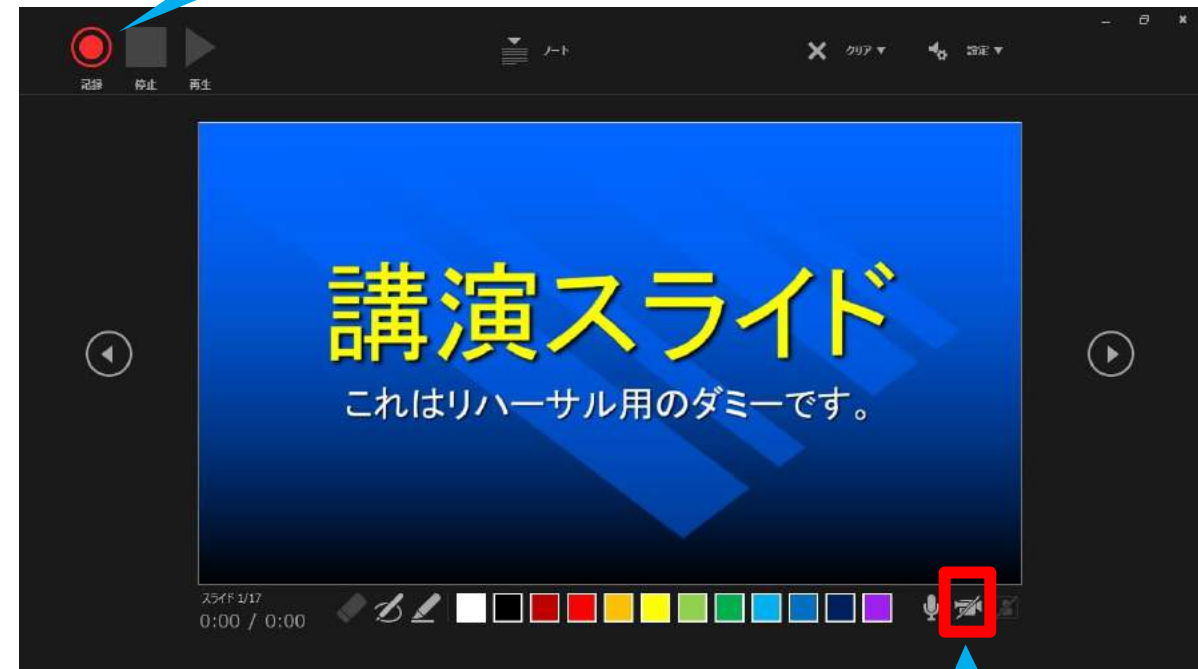 記録 停止 再生
ノート
クリア ▼ 設定 ▼
講演スライド
これはリハーサル用のダミーです。
スライド 1/17
0:00 / 0:00